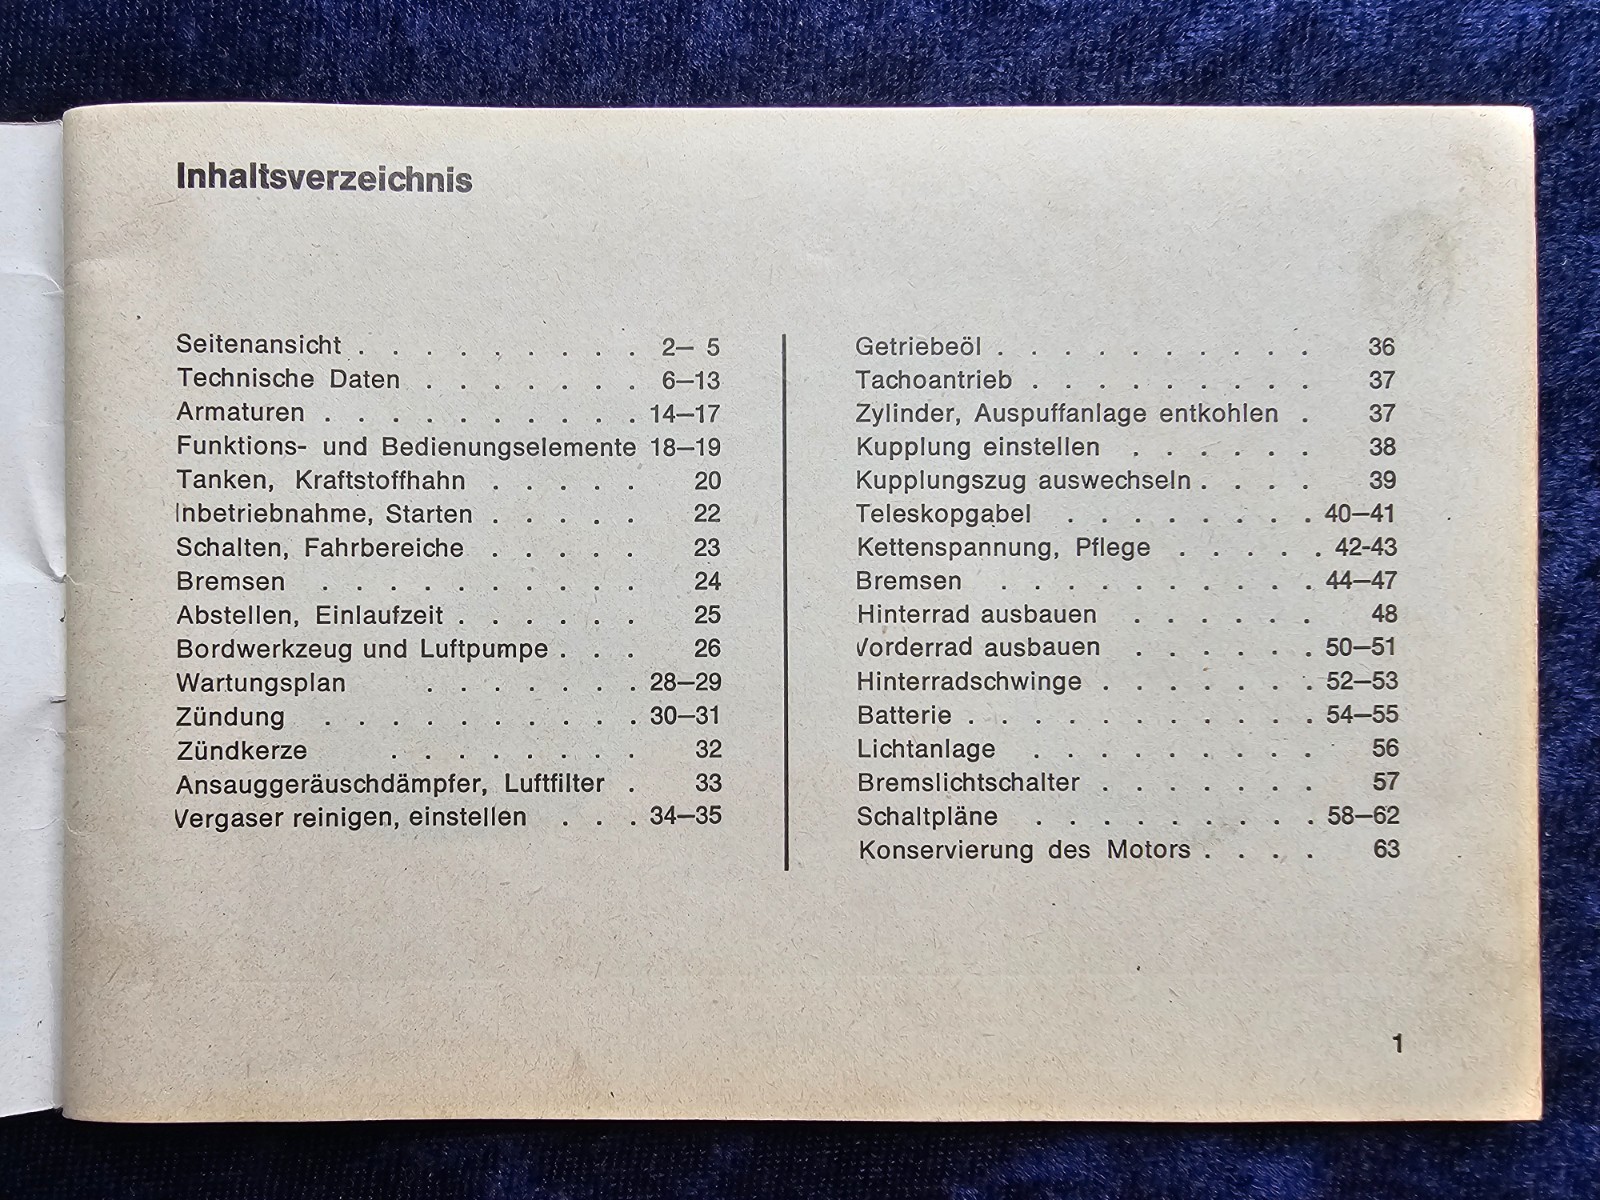 Inhaltsverzeichnis
Seitenansicht . . . . . . . . . 2— 5
Technische Daten . . . . . . . 6—13
Armaturen . . . . . . . . . . 14—17
Funktions- und Bedienungselemente 18—19
Tanken, Kraftstoffhahn . . . . . 20
Inbetriebnahme, Starten . . . . . 22
Schalten, Fahrbereiche . . . . . 23
Bremsen . . . . . . . . . . 24
Abstellen, Einlaufzeit . . . . . . 25
Bordwerkzeug und Luftpumpe . . . 26
Wartungsplan . . . . . . . 28—29
Zündung . . . . . . . . . . 30—31
Zündkerze . . . . . . . . 32
Ansauggeräuschdämpfer, Luftfilter . 33
Vergaser reinigen, einstellen . . . 34—35
Getriebeöl . . . . . . . . . . 36
Tachoantrieb . . . . . . . . . 37
Zylinder, Auspuffanlage entkohlen . 37
Kupplung einstellen . . . . . . 38
Kupplungszug auswechseln . . . . 39
Teleskopgabel . . . . . . . . 40—41
Kettenspannung, Pflege . . . . . 42-43
Bremsen . . . . . . . . . . 44—47
Hinterrad ausbauen . . . . . . 48
Vorderrad ausbauen . . . . . . 50—51
Hinterradschwinge . . . . . . . 52—53
Batterie . . . . . . . . . . . 54—55
Lichtanlage . . . . . . . . . 56
Bremslichtschalter . . . . . . . 57
Schaltpläne . . . . . . . . . 58—62
Konservierung des Motors . . . . 63
1